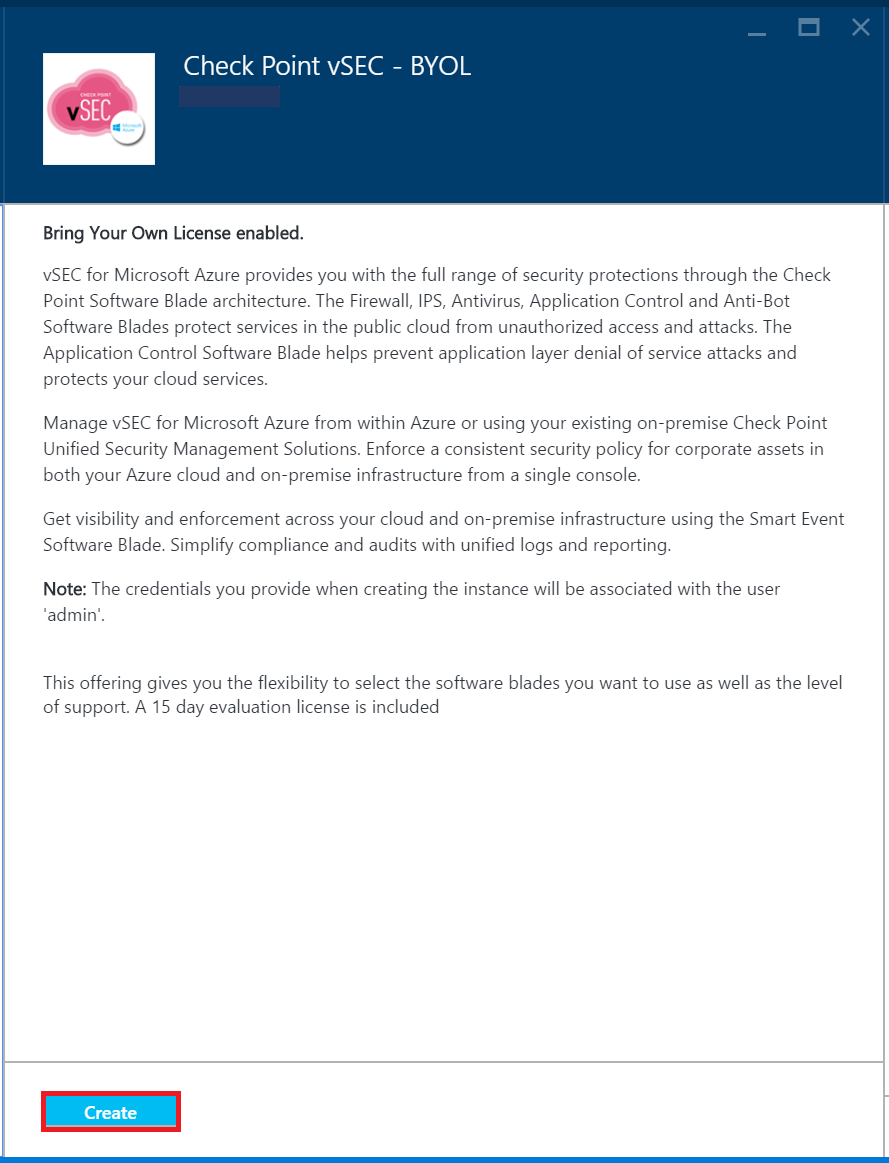 Check Point vSEC - BYOL
CHECK POINT
vSEC
Microsoft
Azure
Bring Your Own License enabled.
vSEC for Microsoft Azure provides you with the full range of security protections through the Check
Point Software Blade architecture. The Firewall, IPS, Antivirus, Application Control and Anti-Bot
Software Blades protect services in the public cloud from unauthorized access and attacks. The
Application Control Software Blade helps prevent application layer denial of service attacks and
protects your cloud services.
Manage vSEC for Microsoft Azure from within Azure or using your existing on-premise Check Point
Unified Security Management Solutions. Enforce a consistent security policy for corporate assets in
both your Azure cloud and on-premise infrastructure from a single console.
Get visibility and enforcement across your cloud and on-premise infrastructure using the Smart Event
Software Blade. Simplify compliance and audits with unified logs and reporting.
Note: The credentials you provide when creating the instance will be associated with the user
'admin'.
This offering gives you the flexibility to select the software blades you want to use as well as the level
of support. A 15 day evaluation license is included
Create